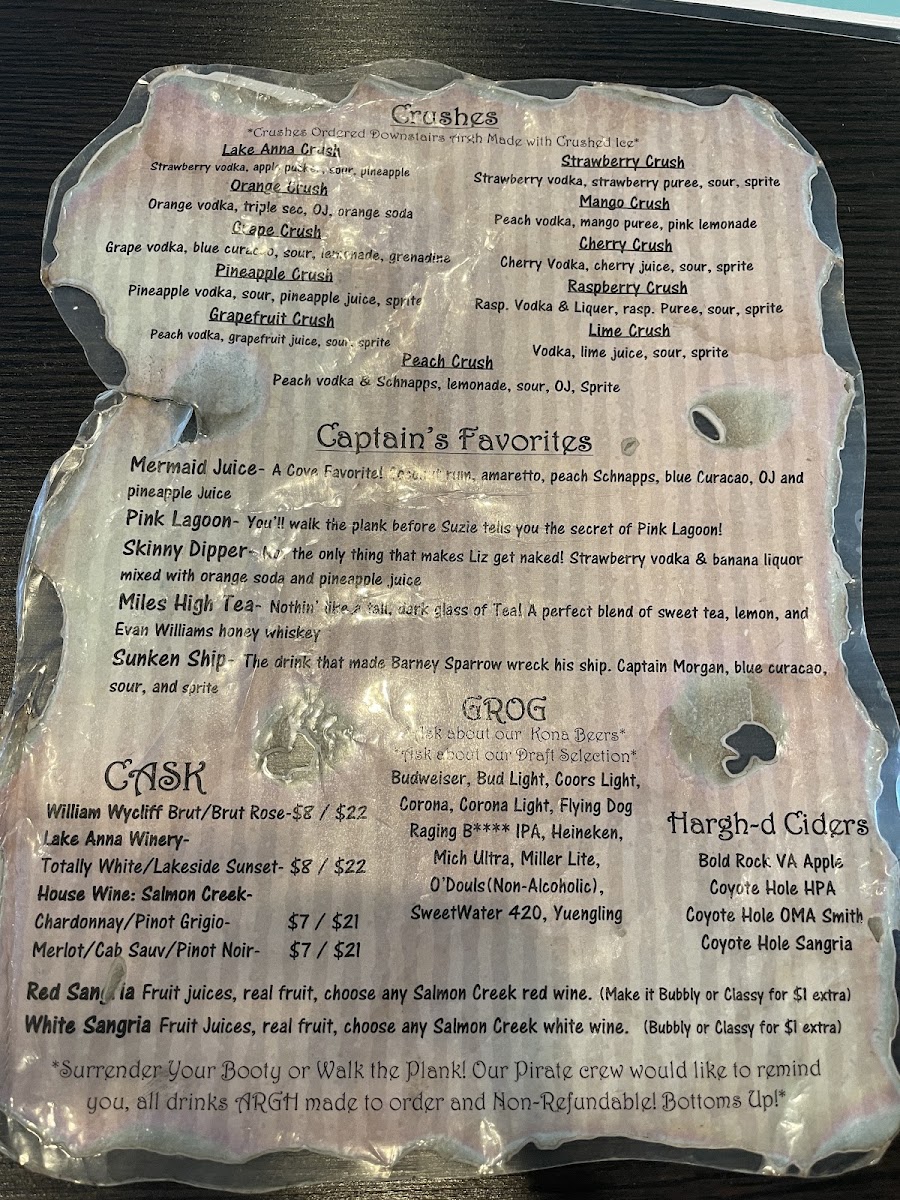 Crushes
*Crushes Ordered Downstairs Argh Made with Crushed Ice*
Lake Anna Crush
Strawberry vodka, apple pucker, sour, pineapple
Orange Crush
Orange vodka, triple sec, OJ, orange soda
Grape Crush
Grape vodka, blue curacao, sour, lemonade, grenadine
Pineapple Crush
Pineapple vodka, sour, pineapple juice, sprite
Grapefruit Crush
Peach vodka, grapefruit juice, sour, sprite
Strawberry Crush
Strawberry vodka, strawberry puree, sour, sprite
Mango Crush
Peach vodka, mango puree, pink lemonade
Cherry Crush
Cherry Vodka, cherry juice, sour, sprite
Raspberry Crush
Rasp. Vodka & Liquer, rasp. Puree, sour, sprite
Lime Crush
Vodka, lime juice, sour, sprite
Peach Crush
Peach vodka & Schnapps, lemonade, sour, OJ, Sprite
Captain's Favorites
Mermaid Juice- A Cove Favorite! Coconut rum, amaretto, peach Schnapps, blue Curacao, OJ and
pineapple Juice
Pink Lagoon- You'll walk the plank before Suzie tells you the secret of Pink Lagoon!
Skinny Dipper- Not the only thing that makes Liz get naked! Strawberry vodka & banana liquor
mixed with orange soda and pineapple juice
Miles High Tea- Nothin' like a tall, dark glass of Tea! A perfect blend of sweet tea, lemon, and
Evan Williams honey whiskey
Sunken Ship- The drink that made Barney Sparrow wreck his ship. Captain Morgan, blue curacao,
sour, and sprite
CASK
William Wycliff Brut/Brut Rose-$8 / $22
Lake Anna Winery-
Totally White/Lakeside Sunset- $8 / $22
House Wine: Salmon Creek-
Chardonnay/Pinot Grigio- $7 / $21
Merlot/Cab Sauv/Pinot Noir- $7 / $21
GROG
*Ask about our Kona Beers*
*Ask about our Draft Selection*
Budweiser, Bud Light, Coors Light,
Corona, Corona Light, Flying Dog
Raging B**** IPA, Heineken,
Mich Ultra, Miller Lite,
O'Douls(Non-Alcoholic),
SweetWater 420, Yuengling
Hargh-d Ciders
Bold Rock VA Apple
Coyote Hole HPA
Coyote Hole OMA Smith
Coyote Hole Sangria
Red Sangria Fruit juices, real fruit, choose any Salmon Creek red wine. (Make it Bubbly or Classy for $1 extra)
White Sangria Fruit Juices, real fruit, choose any Salmon Creek white wine. (Bubbly or Classy for $1 extra)
*Surrender Your Booty or Walk the Plank! Our Pirate crew would like to remind
you, all drinks ARGH made to order and Non-Refundable! Bottoms Up!*